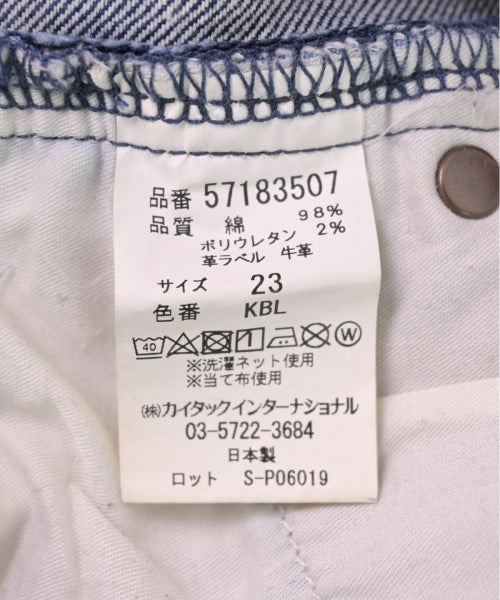 品番 57183507
品質 綿 98%
ポリウレタン 2%
革ラベル 牛革
サイズ 23
色番 KBL
40 1 W
※洗濯ネット使用
※当て布使用
㈱カイタックインターナショナル
03-5722-3684
日本製
ロット S-P06019